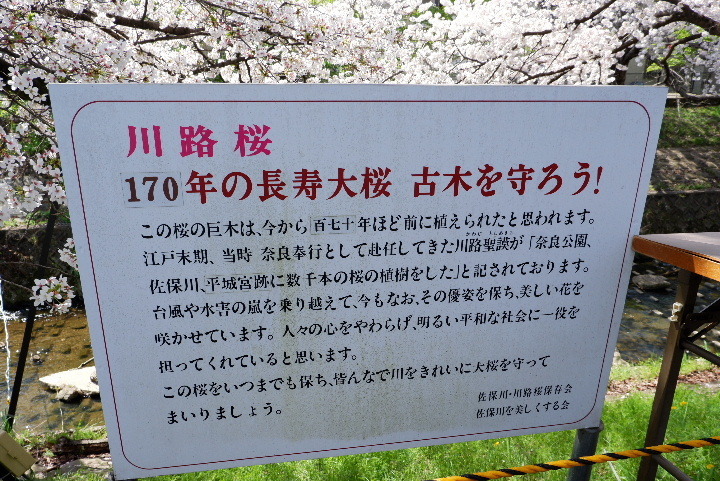 川路桜
170年の長寿大桜 古木を守ろう!
この桜の巨木は、今から百七十年ほど前に植えられたと思われます。
江戸末期、当時 奈良奉行として赴任してきた川路聖謨が「奈良公園、
佐保川、平城宮跡に数千本の桜の植樹をした」と記されております。
台風や水害の嵐を乗り越えて、今もなお、その優姿を保ち、美しい花を
咲かせています。人々の心をやわらげ、明るい平和な社会に一役を
担ってくれていると思います。
この桜をいつまでも保ち、皆んなで川をきれいに大桜を守って
まいりましょう。
佐保川・川路桜保存会
佐保川を美しくする会